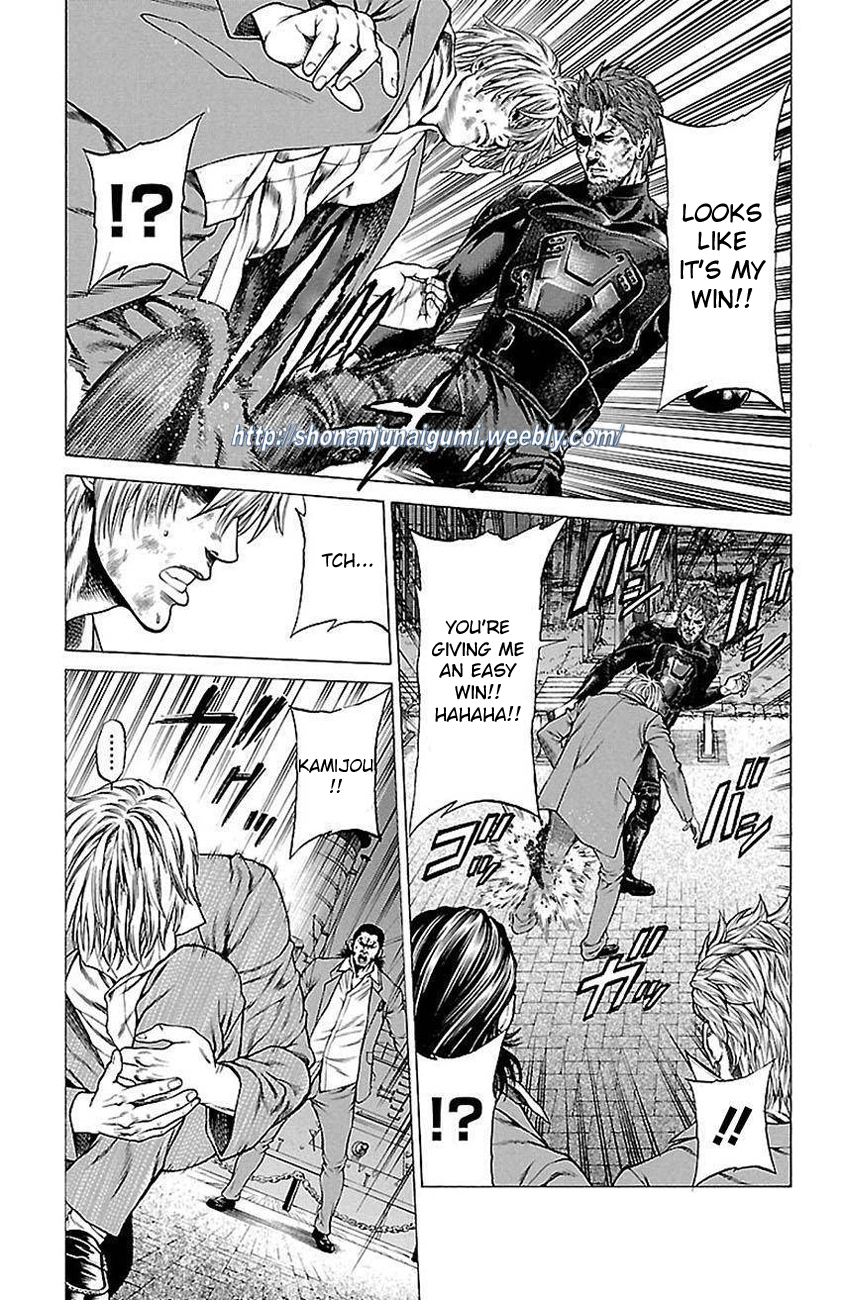 LOOKS
LIKE
IT'S MY
WIN!!
!?
http://shonanjunaigumi.weebly.com/
YOU'RE
GIVING ME
AN EASY
WIN!!
HAHAHA!!
!!
!?
TCH...
KAMIJOU
!!